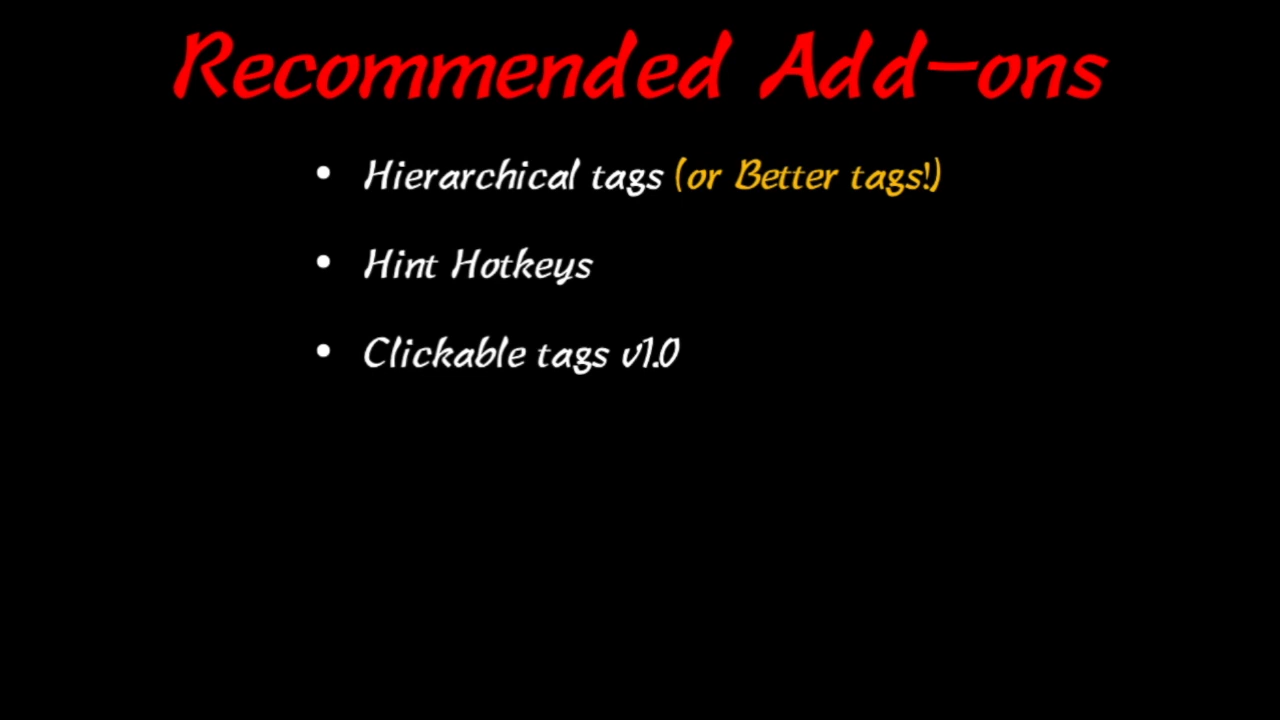 Recommended Add-ons
• Hierarchical tags (or Better tags!)
• Hint Hotkeys
• Clickable tags v1.0